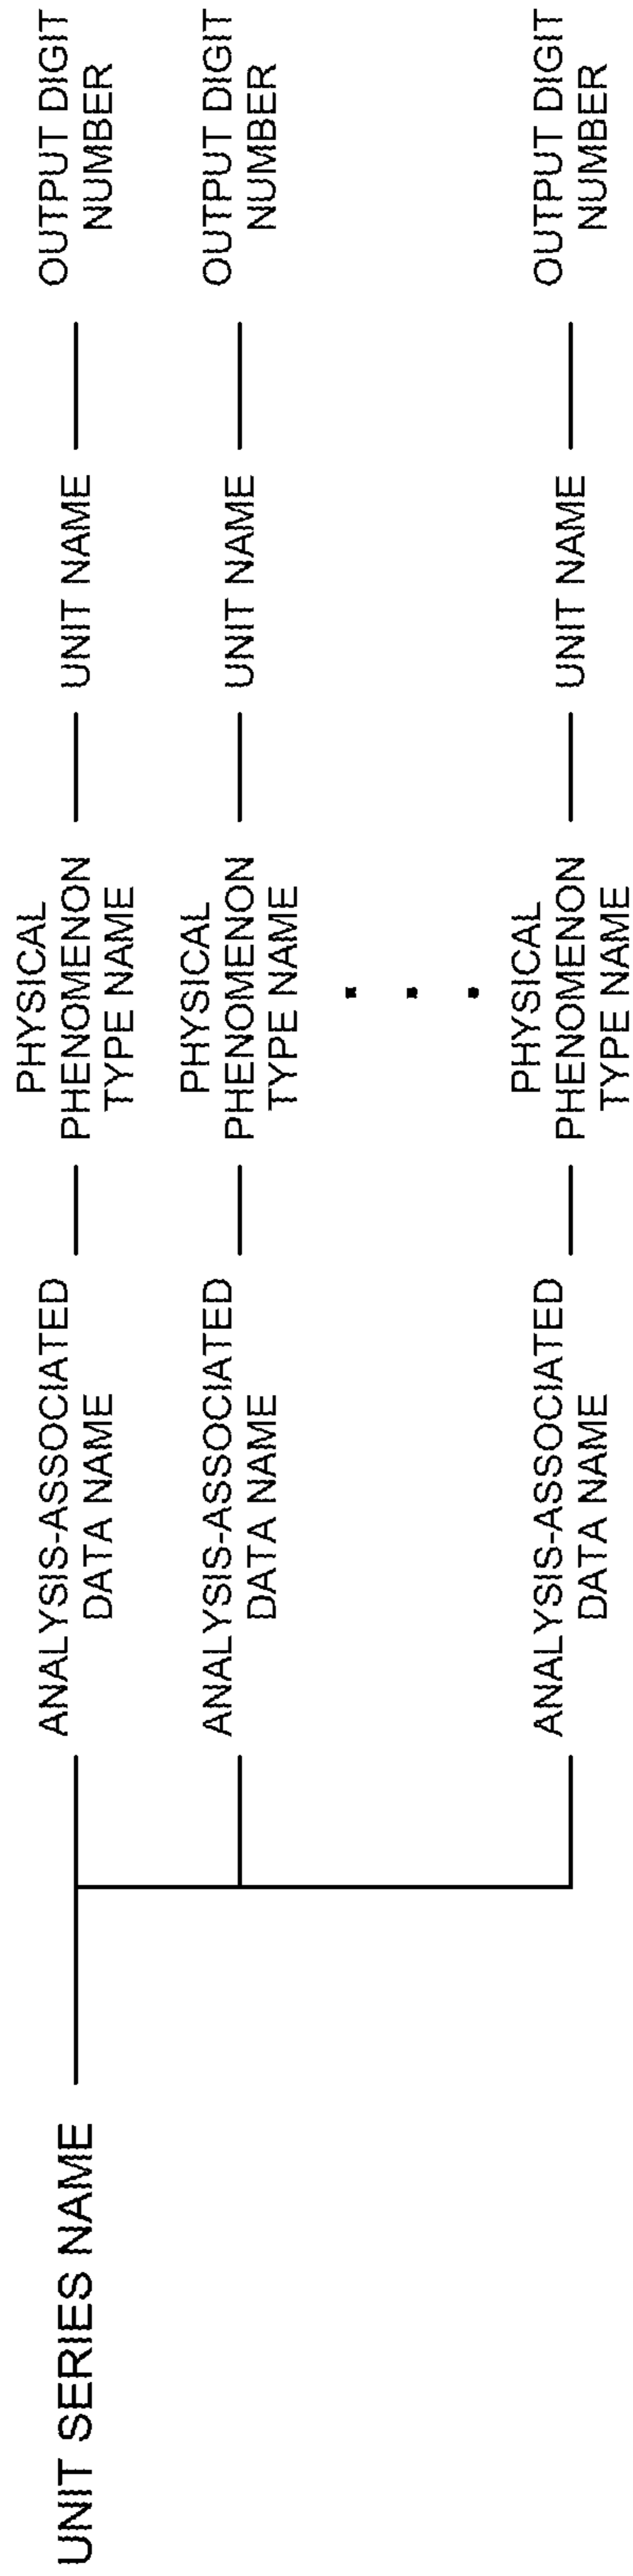 UNIT SERIES NAME
ANALYSIS-ASSOCIATED
DATA NAME
PHYSICAL
PHENOMENON
TYPE NAME
UNIT NAME
OUTPUT DIGIT
NUMBER
ANALYSIS-ASSOCIATED
DATA NAME
PHYSICAL
PHENOMENON
TYPE NAME
UNIT NAME
OUTPUT DIGIT
NUMBER
ANALYSIS-ASSOCIATED
DATA NAME
PHYSICAL
PHENOMENON
TYPE NAME
UNIT NAME
OUTPUT DIGIT
NUMBER